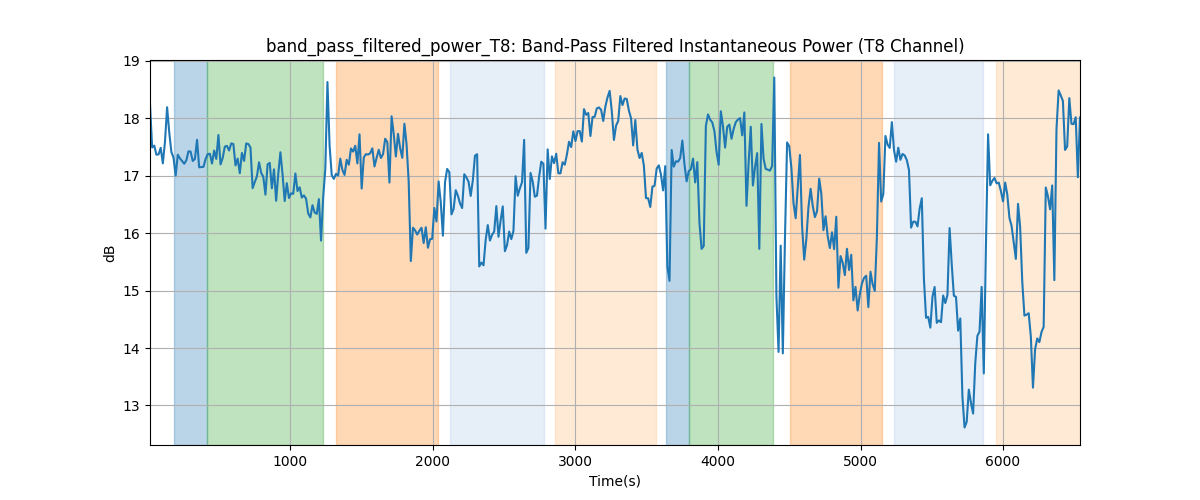 band_pass_filtered_power_T8: Band-Pass Filtered Instantaneous Power (T8 Channel)
19
18
17
16
15
14
13
dB
1000 2000 3000 4000 5000 6000
Time(s)